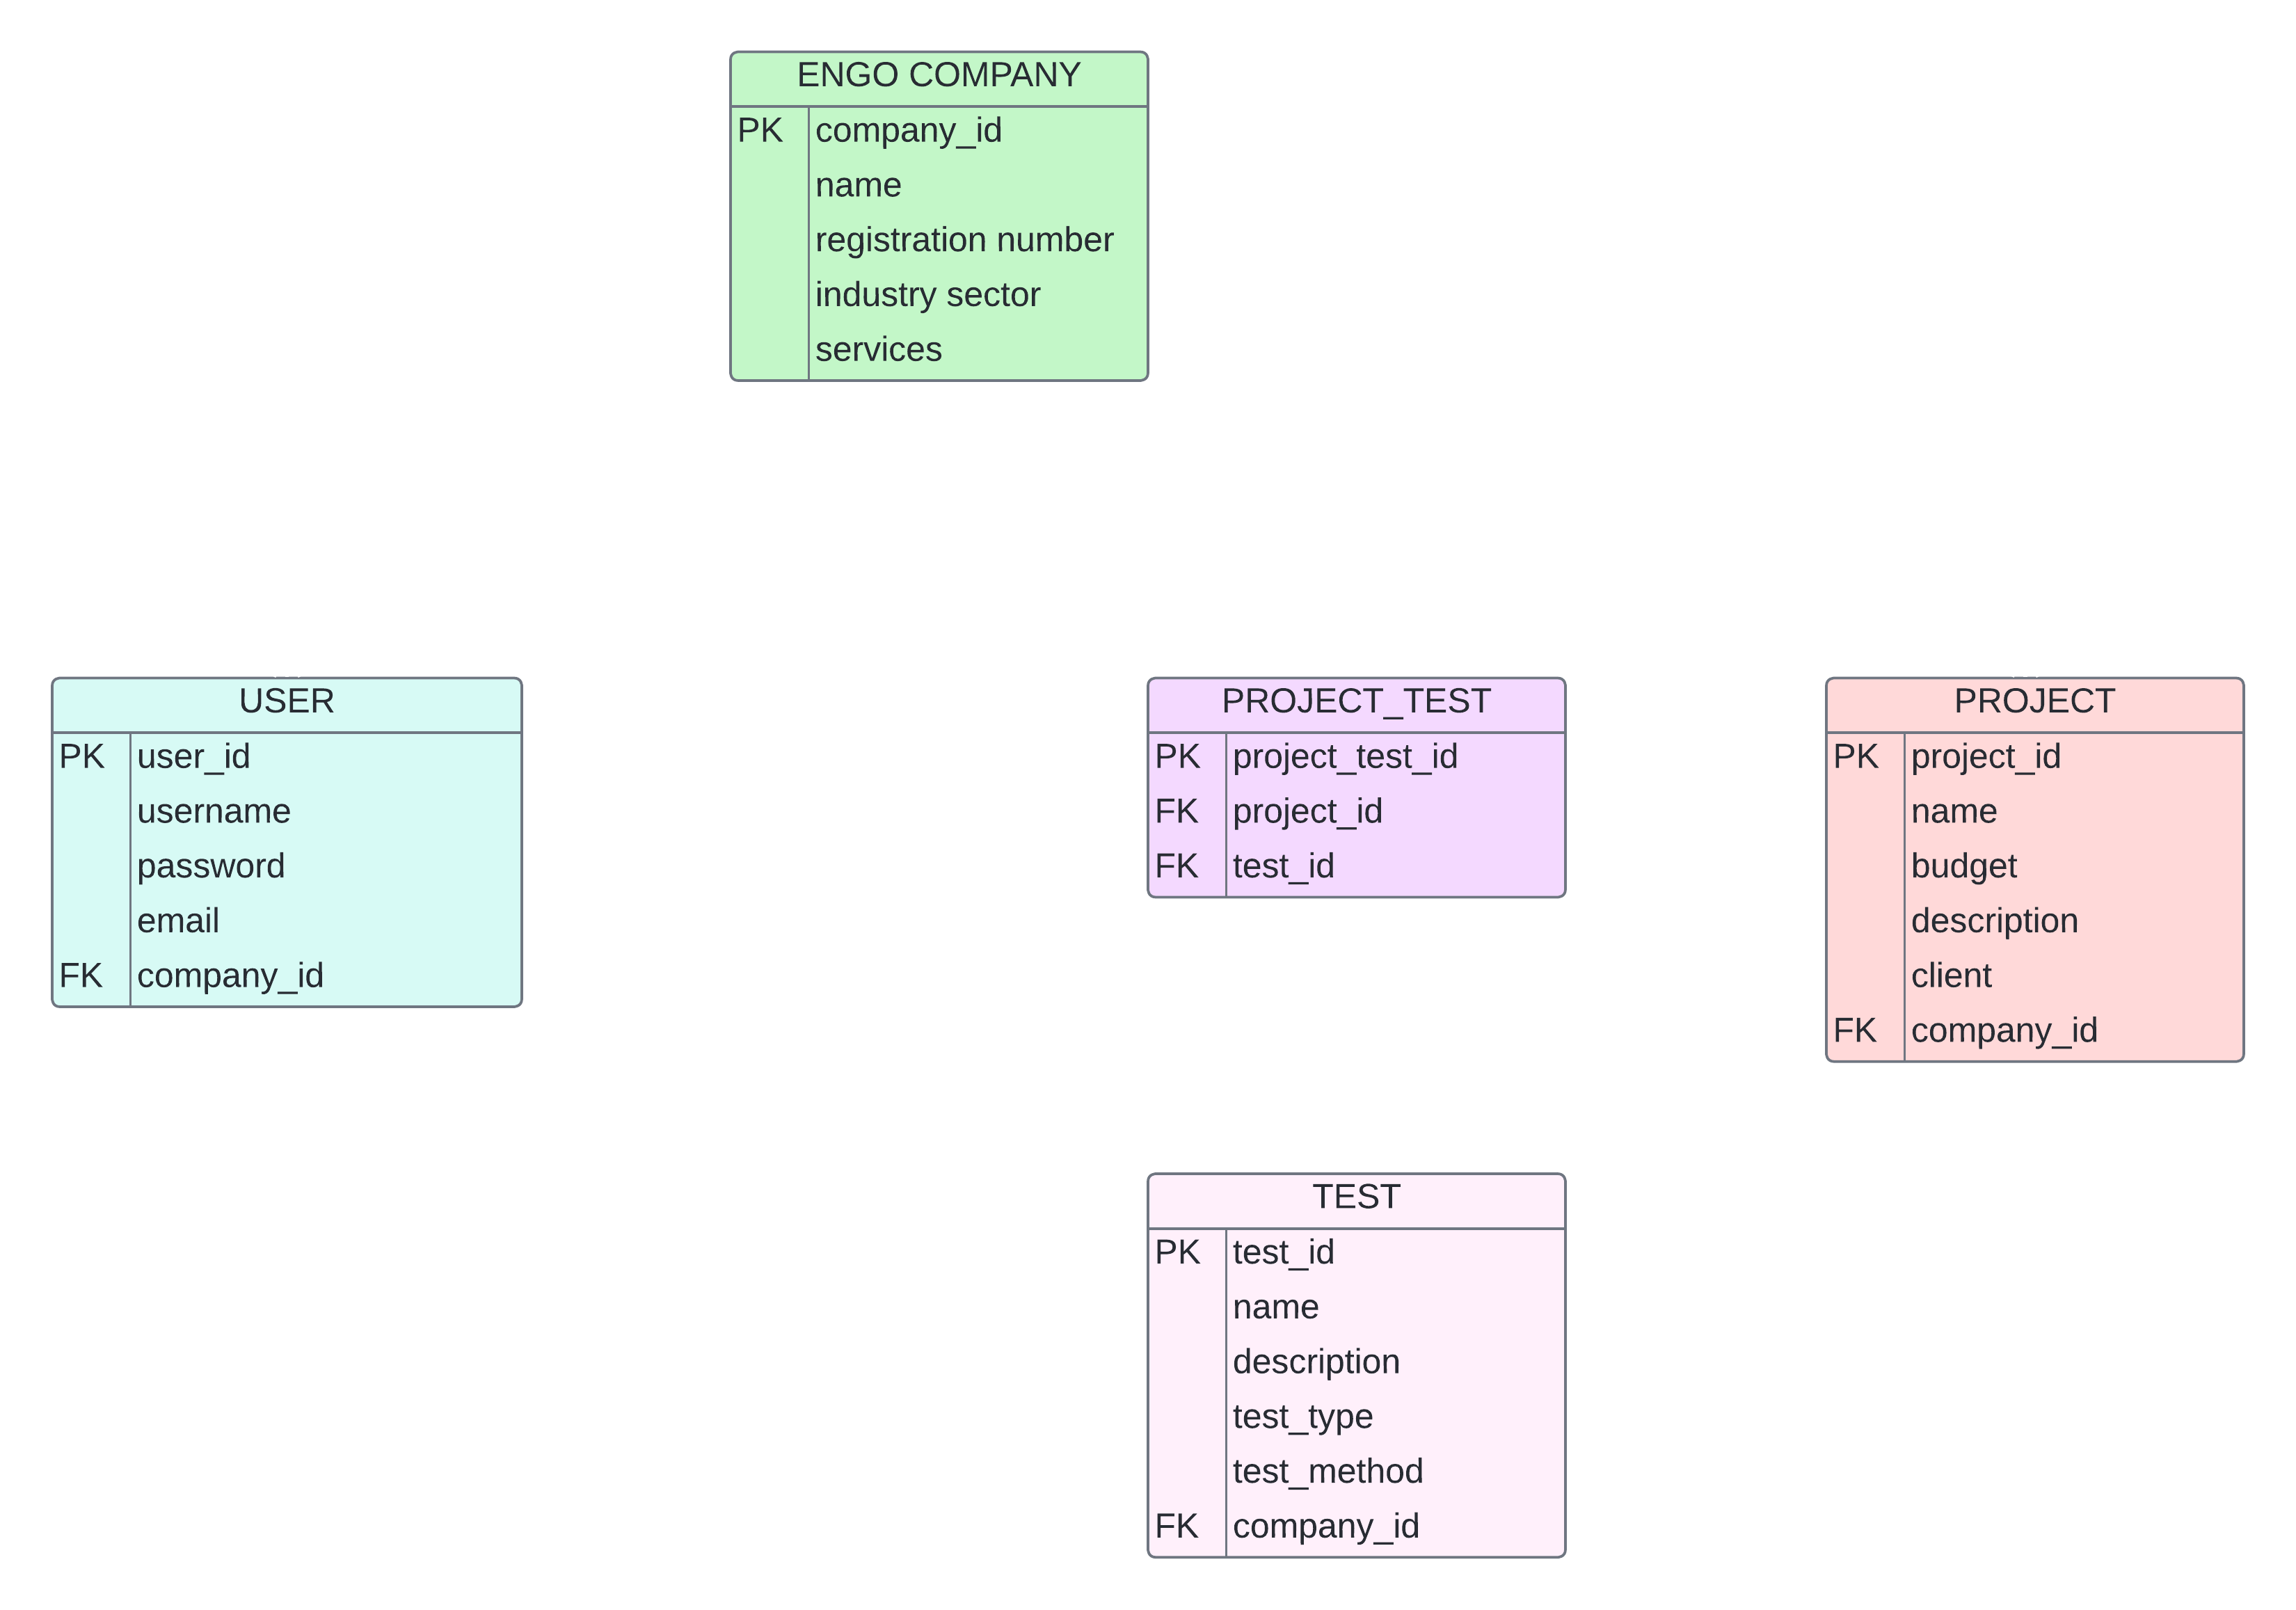 ENGO COMPANY
PK company_id
name
registration number
industry sector
services
USER
PK user_id
username
password
email
FK company_id
PROJECT_TEST
PK project_test_id
FK project_id
FK test_id
PROJECT
PK project_id
name
budget
description
client
FK company_id
TEST
PK test_id
name
description
test_type
test_method
FK company_id